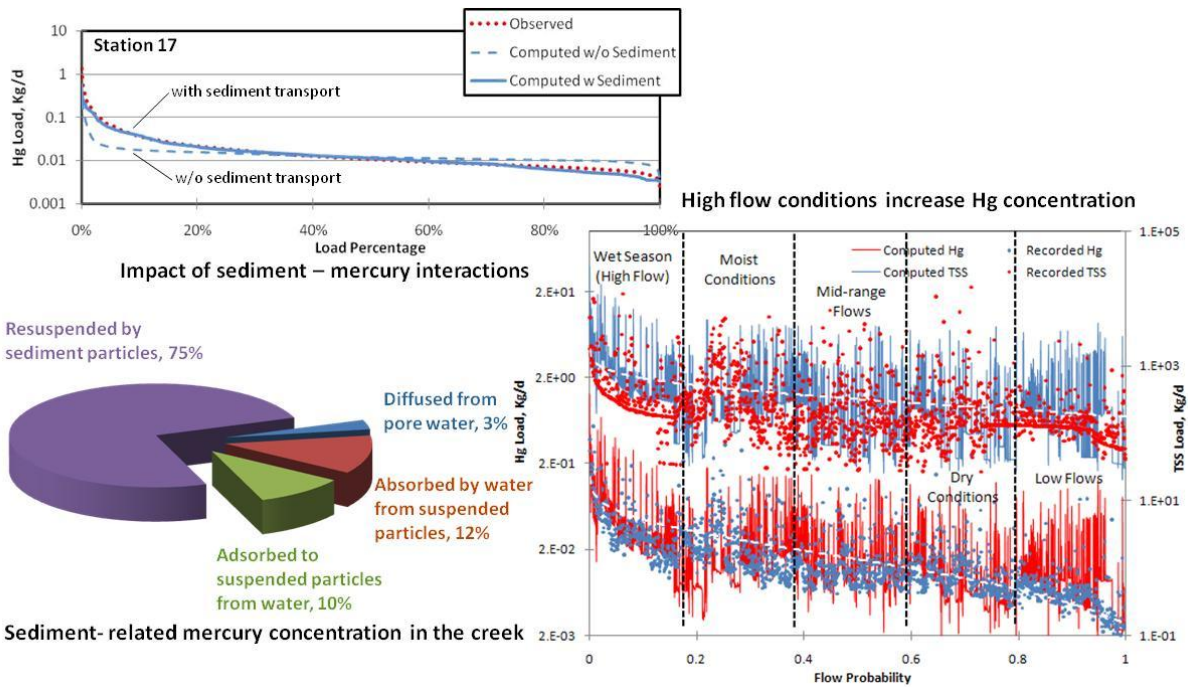 Station 17
Observed
Computed w/o Sediment
Computed w Sediment
with sediment transport
w/o sediment transport
Hg Load, Kg/d
10
1
0.1
0.01
0.001
0%
20%
40%
60%
80%
100%
Load Percentage
Impact of sediment – mercury interactions
Resuspended by
sediment particles, 75%
Diffused from
pore water, 3%
Absorbed by water
from suspended
particles, 12%
Adsorbed to
suspended particles
from water, 10%
Sediment- related mercury concentration in the creek
High flow conditions increase Hg concentration
Computed Hg
Recorded Hg
Computed TSS
Recorded TSS
Wet Season
(High Flow)
Moist
Conditions
Mid-range
Flows
Dry
Conditions
Low Flows
Hg Load, Kg/d
2.E+01
2.E+00
2.E-01
2.E-02
2.E-03
TSS Load, Kg/d
1.E+05
1.E+03
1.E+01
1.E-01
0
0.2
0.4
0.6
0.8
1
Flow Probability